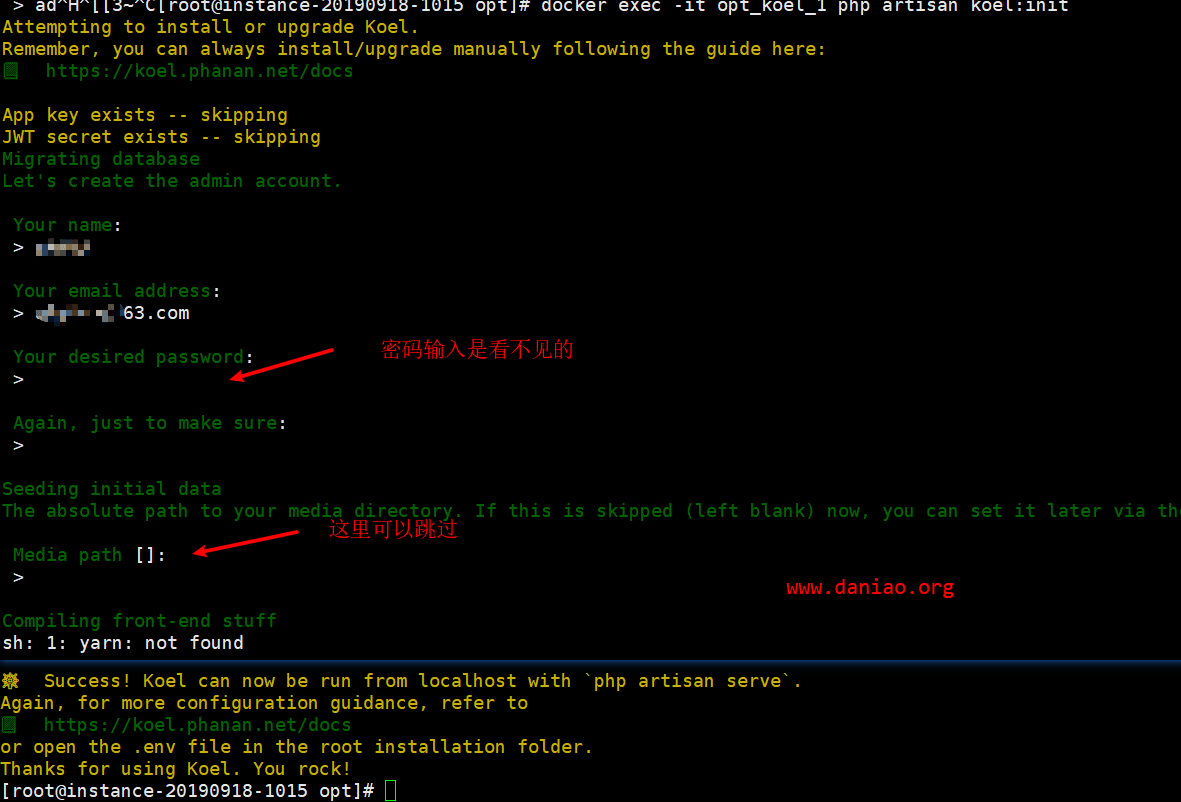 > ad^H^[[3~^C[root@instance-20190918-1015 opt]# docker exec -it opt_koel_1 php artisan koel:init
Attempting to install or upgrade Koel.
Remember, you can always install/upgrade manually following the guide here:
https://koel.phanan.net/docs
App key exists -- skipping
JWT secret exists -- skipping
Migrating database
Let's create the admin account.
Your name:
>
Your email address:
> 63.com
Your desired password:
密码输入是看不见的
>
Again, just to make sure:
>
Seeding initial data
The absolute path to your media directory. If this is skipped (left blank) now, you can set it later via the
这里可以跳过
Media path []:
>
www.daniao.org
Compiling front-end stuff
sh: 1: yarn: not found
Success! Koel can now be run from localhost with `php artisan serve`.
Again, for more configuration guidance, refer to
https://koel.phanan.net/docs
or open the .env file in the root installation folder.
Thanks for using Koel. You rock!
[root@instance-20190918-1015 opt]#